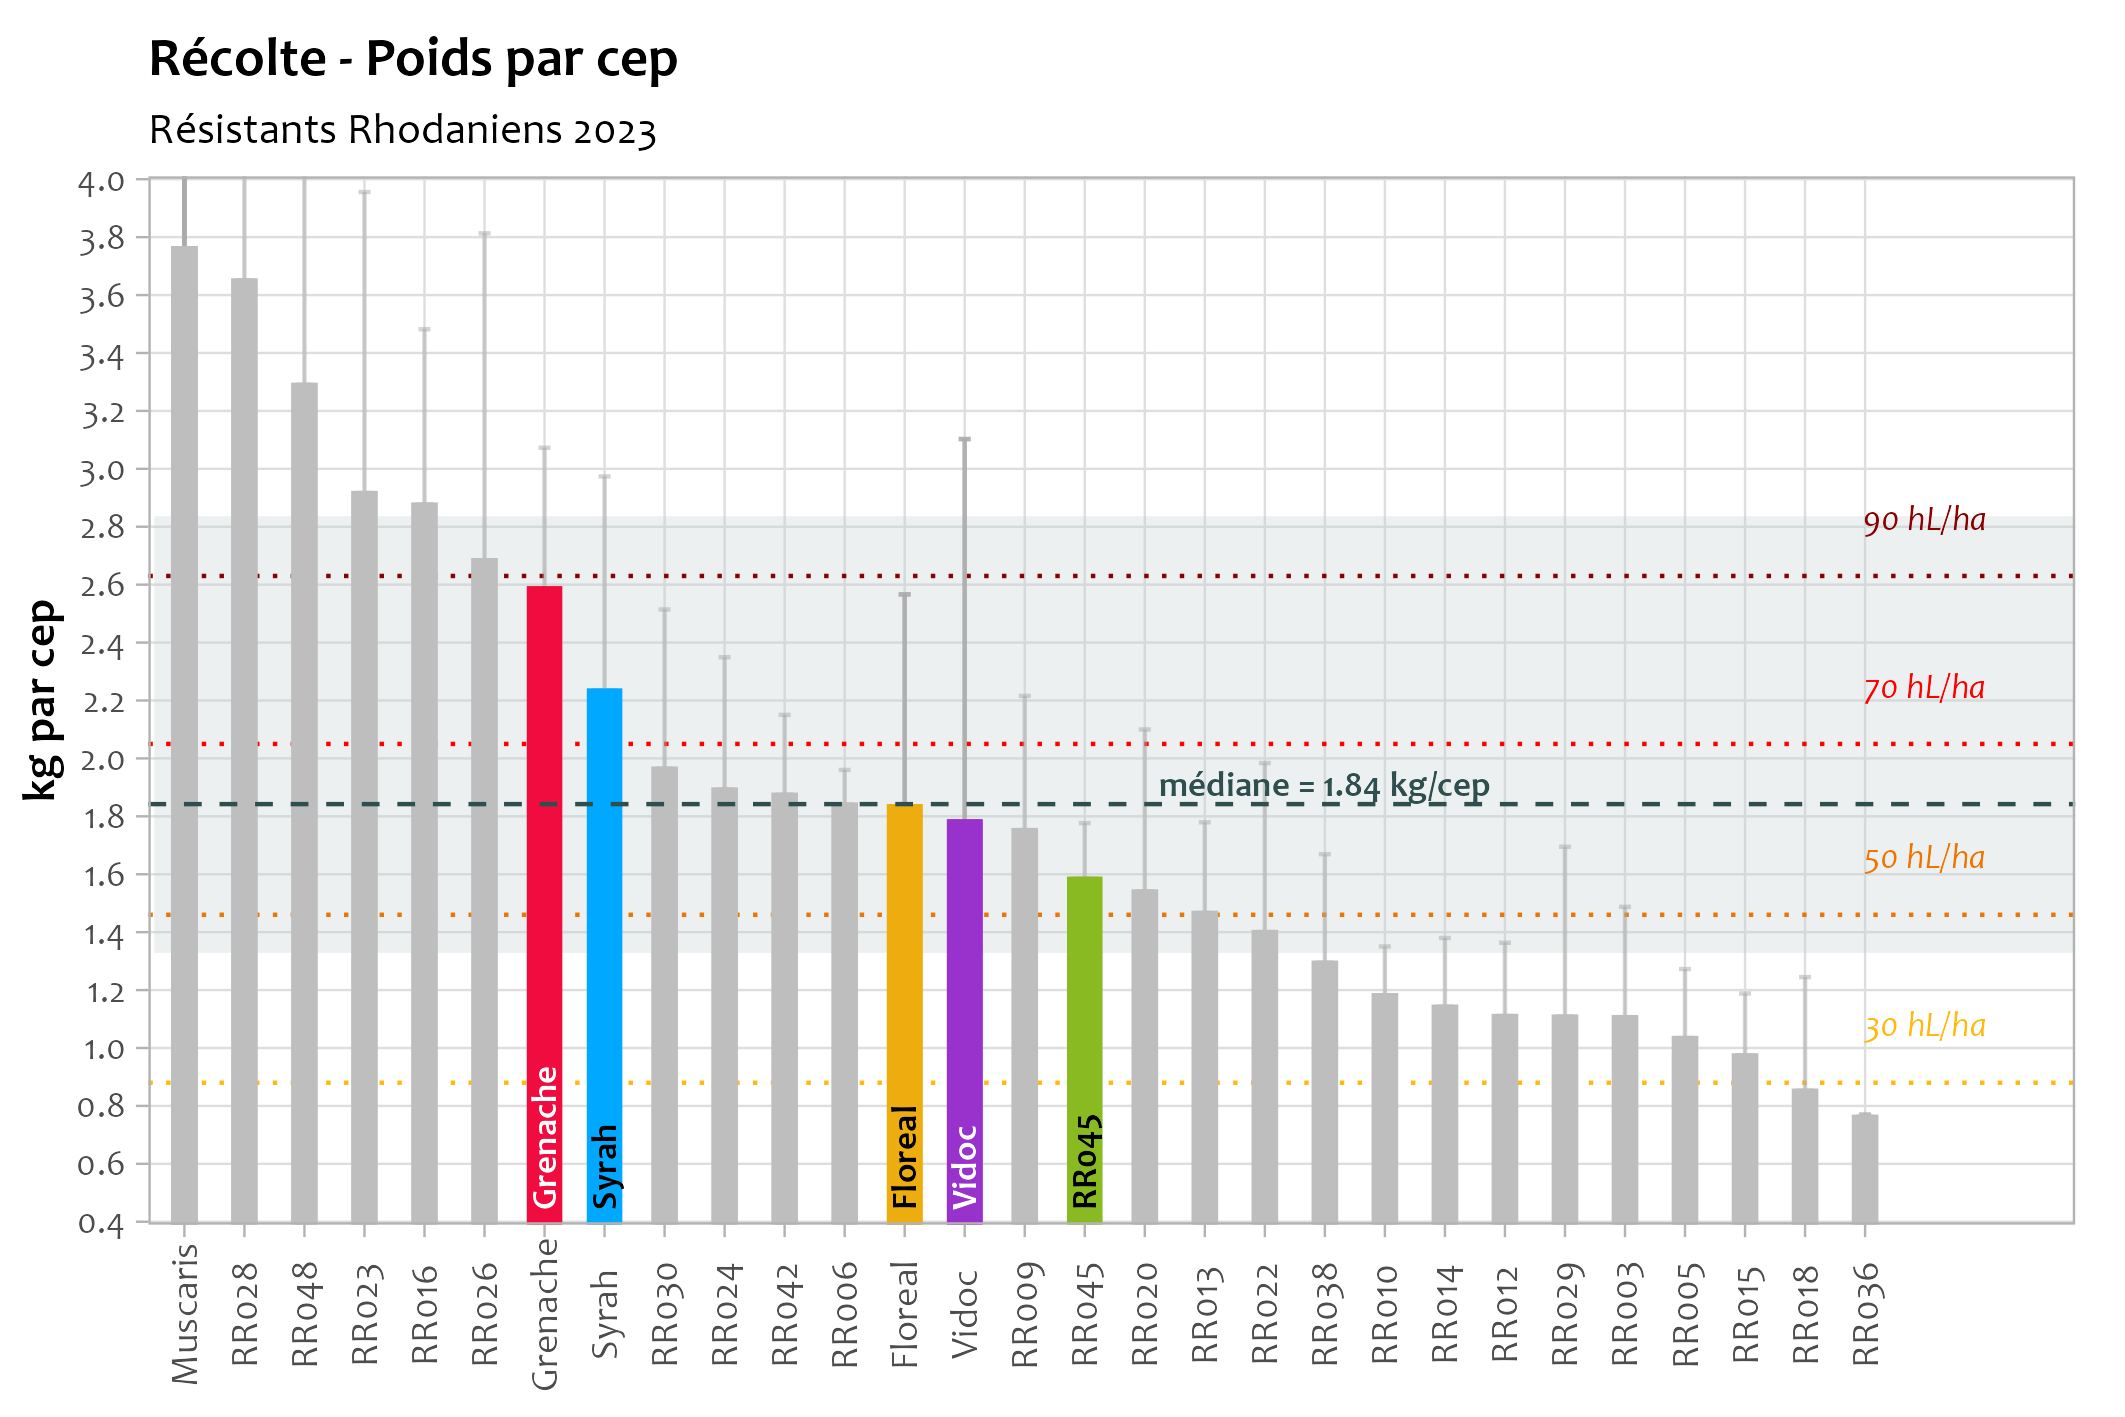 Récolte - Poids par cep
Résistants Rhodaniens 2023
kg par cep
4.0
3.8
3.6
3.4
3.2
3.0
2.8
2.6
2.4
2.2
2.0
1.8
1.6
1.4
1.2
1.0
0.8
0.6
0.4
90 hL/ha
70 hL/ha
médiane = 1.84 kg/cep
50 hL/ha
30 hL/ha
Grenache
Syrah
Floreal
Vidoc
RR045
Muscaris
RR028
RR048
RR023
RR016
RR026
Grenache
Syrah
RR030
RR024
RR042
RR006
Floreal
Vidoc
RR009
RR045
RR020
RR013
RR022
RR038
RR010
RR014
RR012
RR029
RR003
RR005
RR015
RR018
RR036